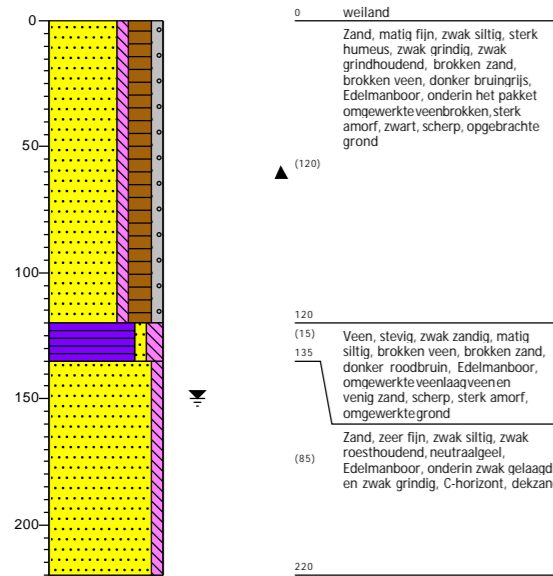 0
50
100
150
200
0 weiland
Zand, matig fijn, zwak siltig, sterk
humeus, zwak grindig, zwak
grindhoudend, brokken zand,
brokken veen, donker bruingrijs,
Edelmanboor, onderin het pakket
omgewerkte veenbrokken, sterk
amorf, zwart, scherp, opgebrachte
grond
(120)
120
(15)
Veen, stevig, zwak zandig, matig
135
siltig, brokken veen, brokken zand,
donker roodbruin, Edelmanboor,
omgewerkte veenlaag veen en
venig zand, scherp, sterk amorf,
omgewerkte grond
Zand, zeer fijn, zwak siltig, zwak
(85)
roesthoudend, neutraalgeel,
Edelmanboor, onderin zwak gelaagd
en zwak grindig, C-horizont, dekzan
220